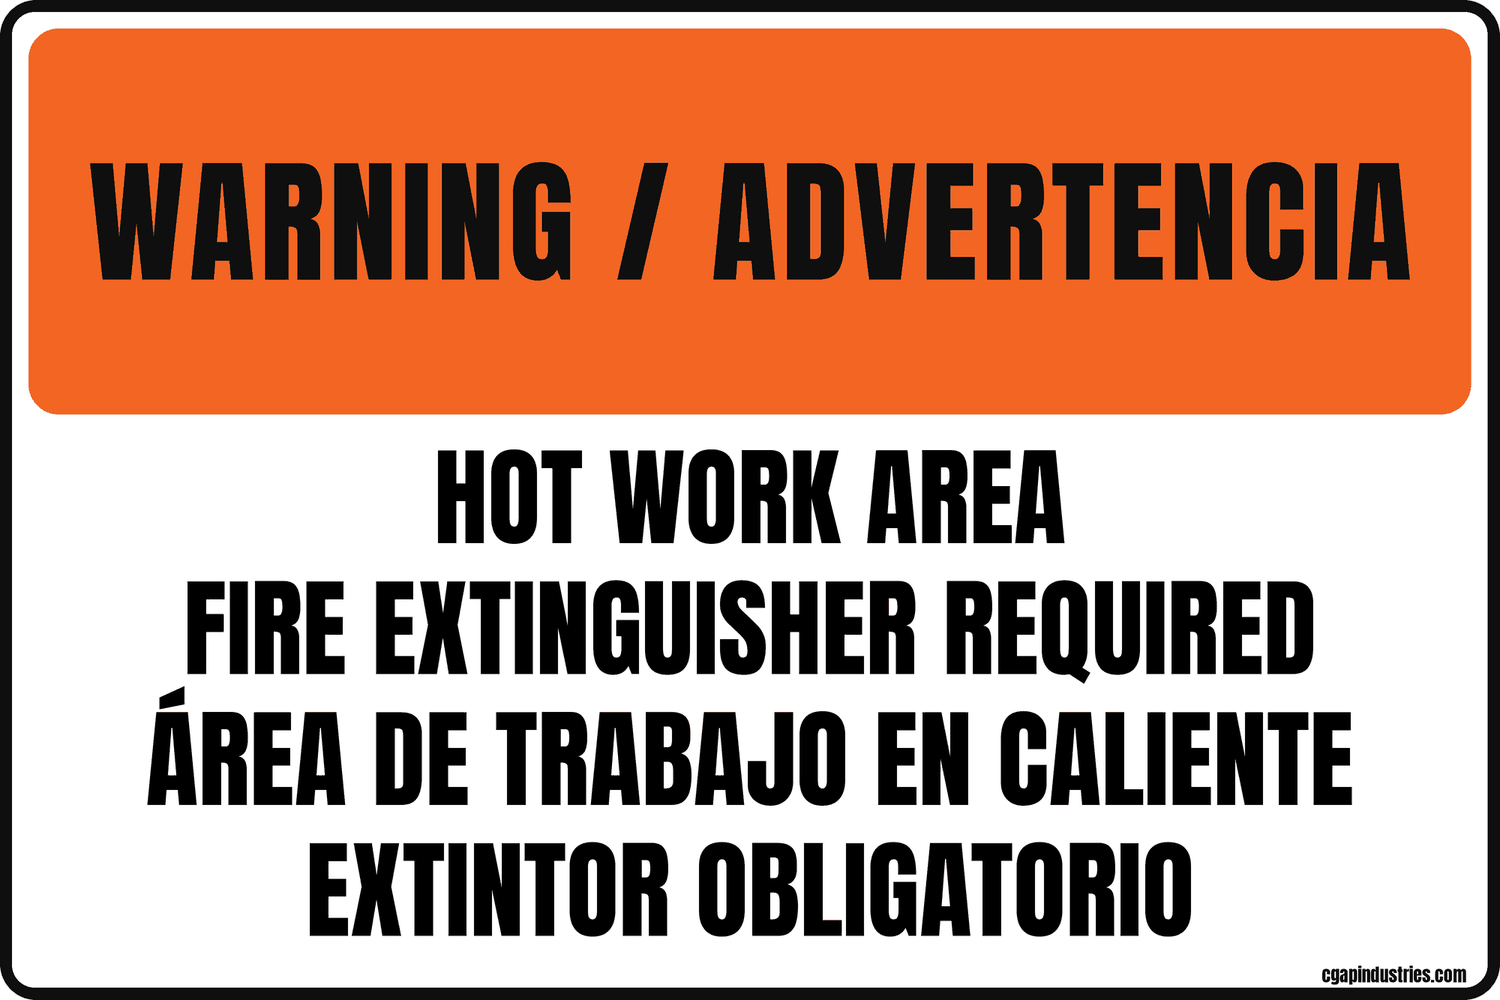 WARNING / ADVERTENCIA
HOT WORK AREA
FIRE EXTINGUISHER REQUIRED
ÁREA DE TRABAJO EN CALIENTE
EXTINTOR OBLIGATORIO
cgapindustries.com